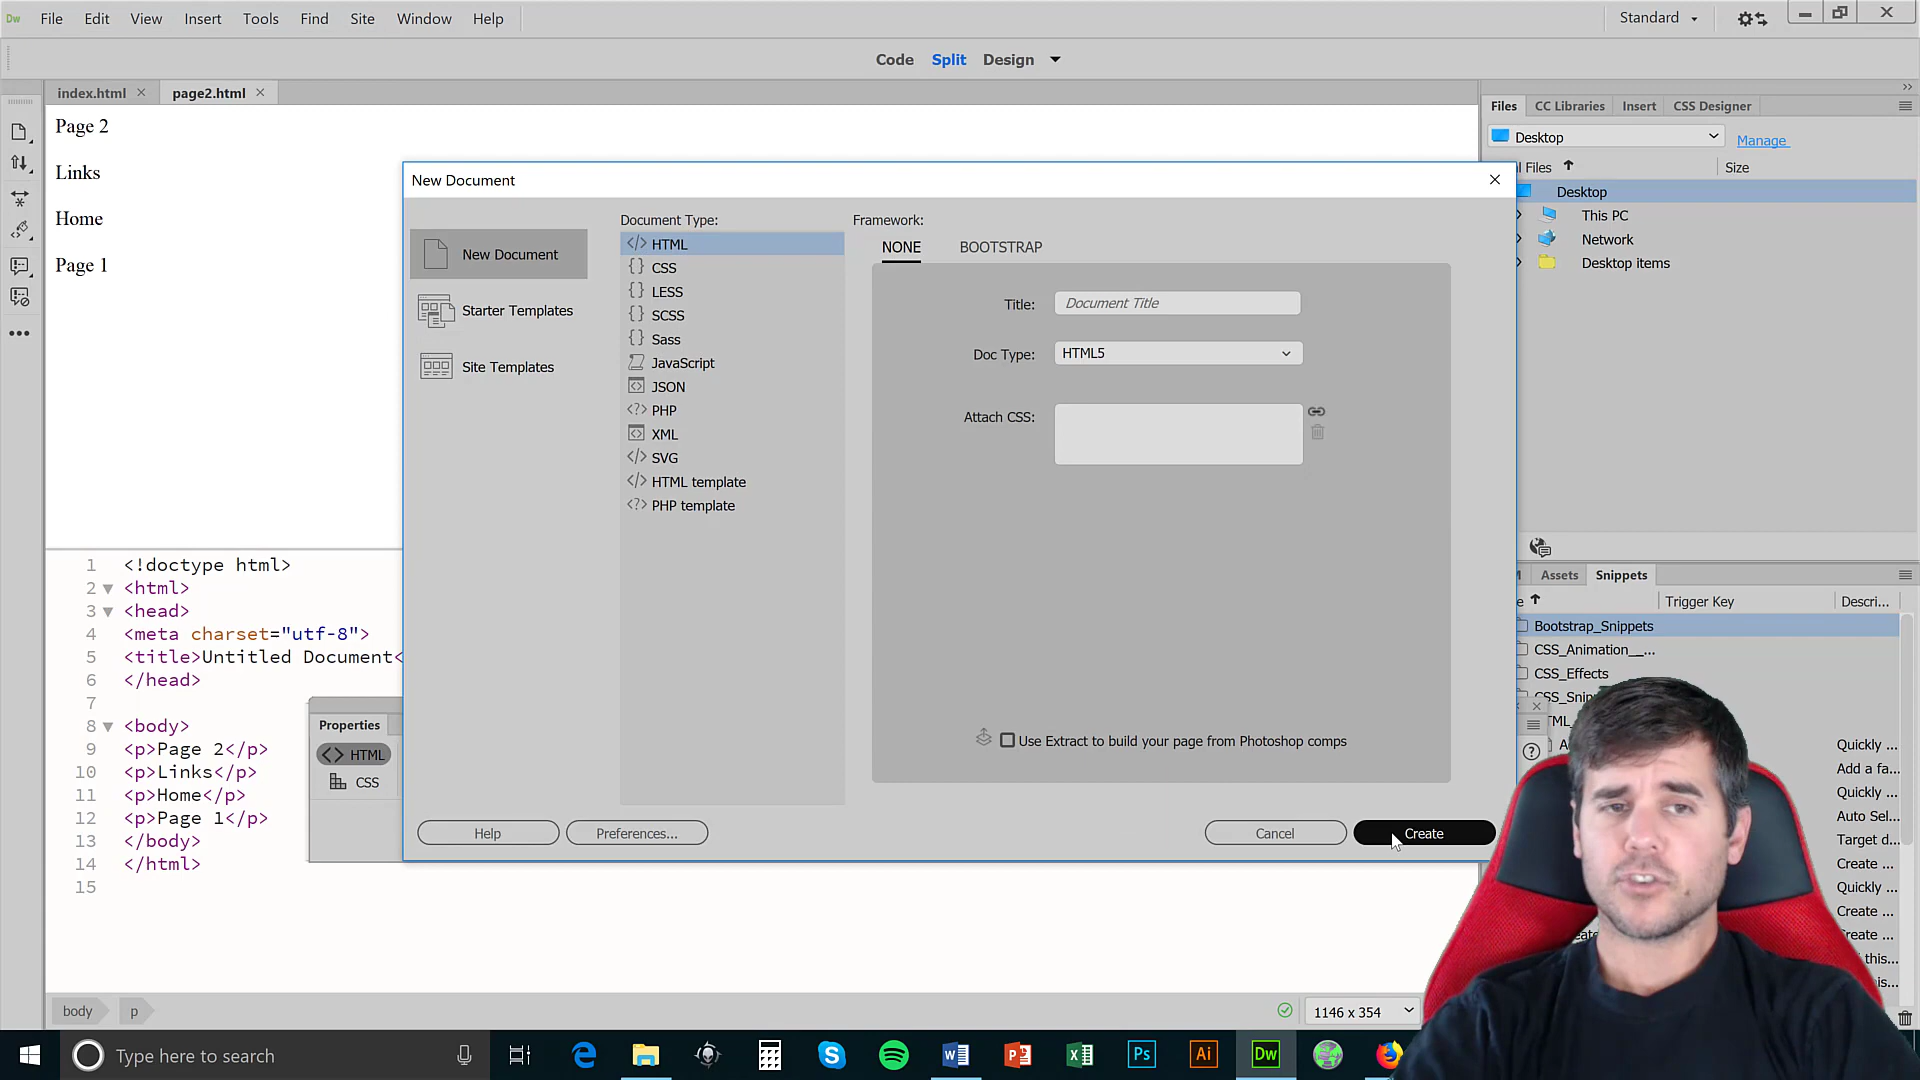 Dw File Edit View Insert Tools Find Site Window Help Standard
Code Split Design
index.html page2.html
Page 2
Links
Home
Page 1
New Document
New Document
Starter Templates
Site Templates
Document Type:
HTML
CSS
LESS
SCSS
Sass
JavaScript
JSON
PHP
XML
SVG
HTML template
PHP template
Framework:
NONE BOOTSTRAP
Title: Document Title
Doc Type: HTML5
Attach CSS:
Use Extract to build your page from Photoshop comps
Help Preferences... Cancel Create
Files CC Libraries Insert CSS Designer
Desktop Manage
Files Size
Desktop
This PC
Network
Desktop items
Assets Snippets
Trigger Key Descri...
Bootstrap_Snippets
CSS_Animation__...
CSS_Effects
Quickly ...
Add a fa...
Quickly ...
Auto Sel...
Target d...
Create ...
Quickly ...
Create ...
1 <!doctype html>
2 <html>
3 <head>
4 <meta charset="utf-8">
5 <title>Untitled Document<
6 </head>
7
8 <body>
9 <p>Page 2</p>
10 <p>Links</p>
11 <p>Home</p>
12 <p>Page 1</p>
13 </body>
14 </html>
15
Properties
HTML
CSS
body p 1146 x 354
Type here to search Ps Ai Dw